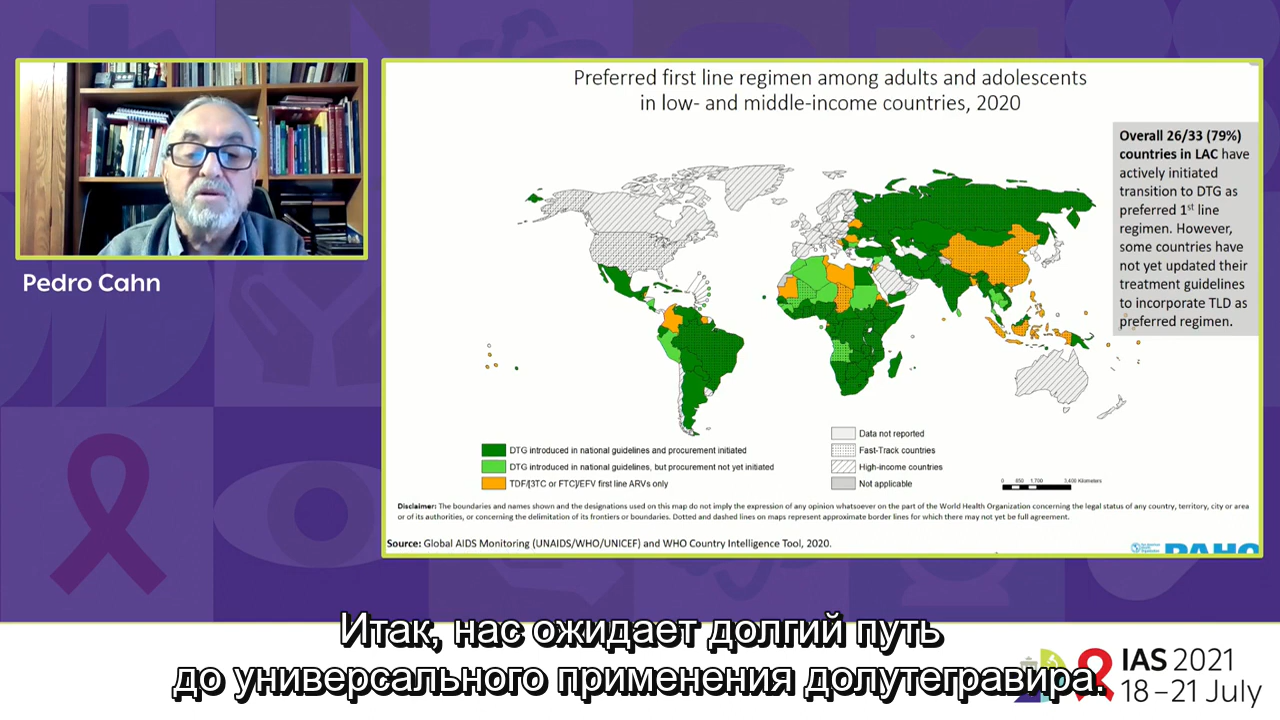 Pedro Cahn
Preferred first line regimen among adults and adolescents
in low- and middle-income countries, 2020
Overall 26/33 (79%)
countries in LAC have
actively initiated
transition to DTG as
preferred 1st line
regimen. However,
some countries have
not yet updated their
treatment guidelines
to incorporate TLD as
preferred regimen.
DTG introduced in national guidelines and procurement initiated
DTG introduced in national guidelines, but procurement not yet initiated
TDF/[3TC or FTC]/EFV first line ARVs only
Data not reported
Fast-Track countries
High-income countries
Not applicable
0 850 1,700 3,400 Kilometers
Disclaimer: The boundaries and names shown and the designations used on this map do not imply the expression of any opinion whatsoever on the part of the World Health Organization concerning the legal status of any country, territory, city or area
or of its authorities, or concerning the delimitation of its frontiers or boundaries. Dotted and dashed lines on maps represent approximate border lines for which there may not yet be full agreement.
Source: Global AIDS Monitoring (UNAIDS/WHO/UNICEF) and WHO Country Intelligence Tool, 2020.
PAHO
Итак, нас ожидает долгий путь
до универсального применения долутегравира.
IAS 2021
18 – 21 July